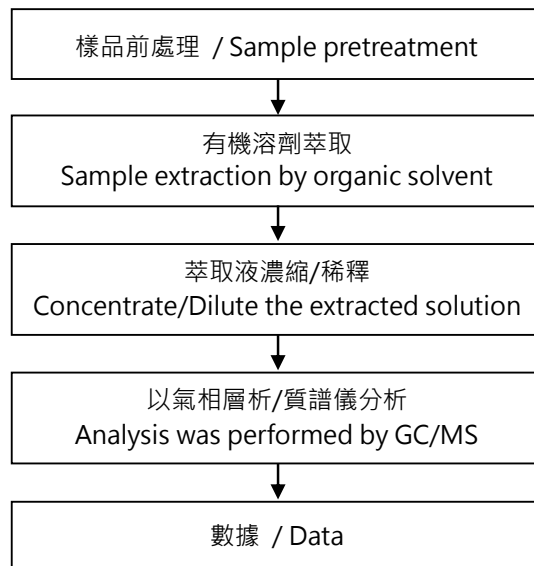 樣品前處理 / Sample pretreatment
有機溶劑萃取
Sample extraction by organic solvent
萃取液濃縮/稀釋
Concentrate/Dilute the extracted solution
以氣相層析/質譜儀分析
Analysis was performed by GC/MS
數據 / Data